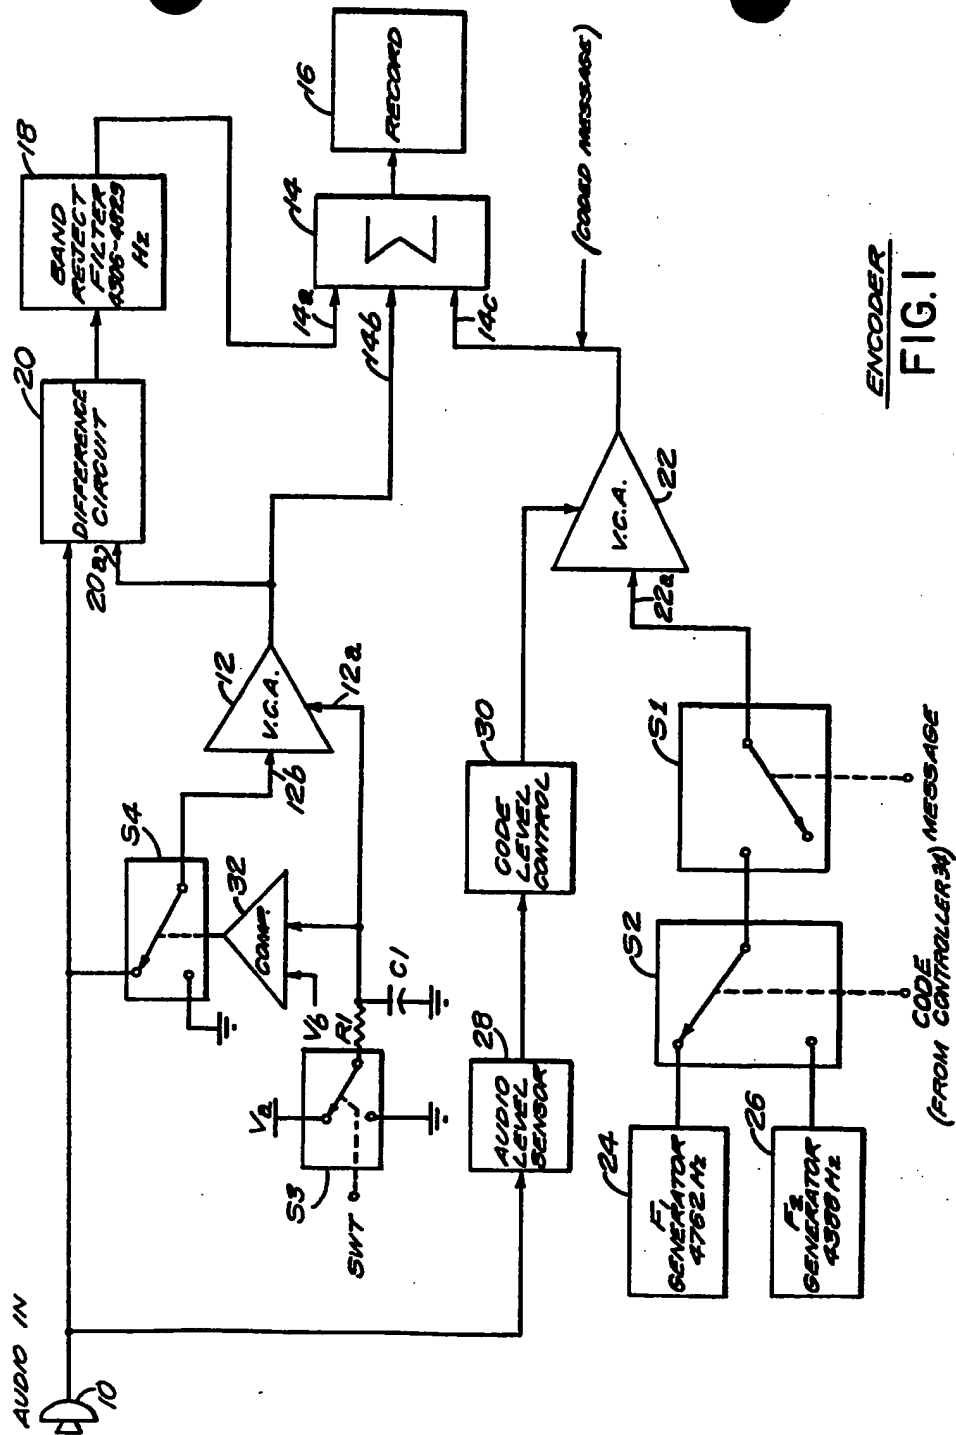 AUDIO IN
10
20
DIFFERENCE
CIRCUIT
20a
18
BAND
REJECT
FILTER
4306-4829
Hz
S4
12
V.C.A.
12b
12a
32
COMP.
Vb
R1
C1
Va
S3
SWT
14a
14b
14c
14
Σ
16
RECORD
28
AUDIO
LEVEL
SENSOR
30
CODE
LEVEL
CONTROL
V.C.A.
22
22a
(CODED MESSAGE)
24
F1
GENERATOR
4762 Hz
26
F2
GENERATOR
4388 Hz
S2
S1
CODE
(FROM CONTROLLER 34)
MESSAGE
ENCODER
FIG. 1